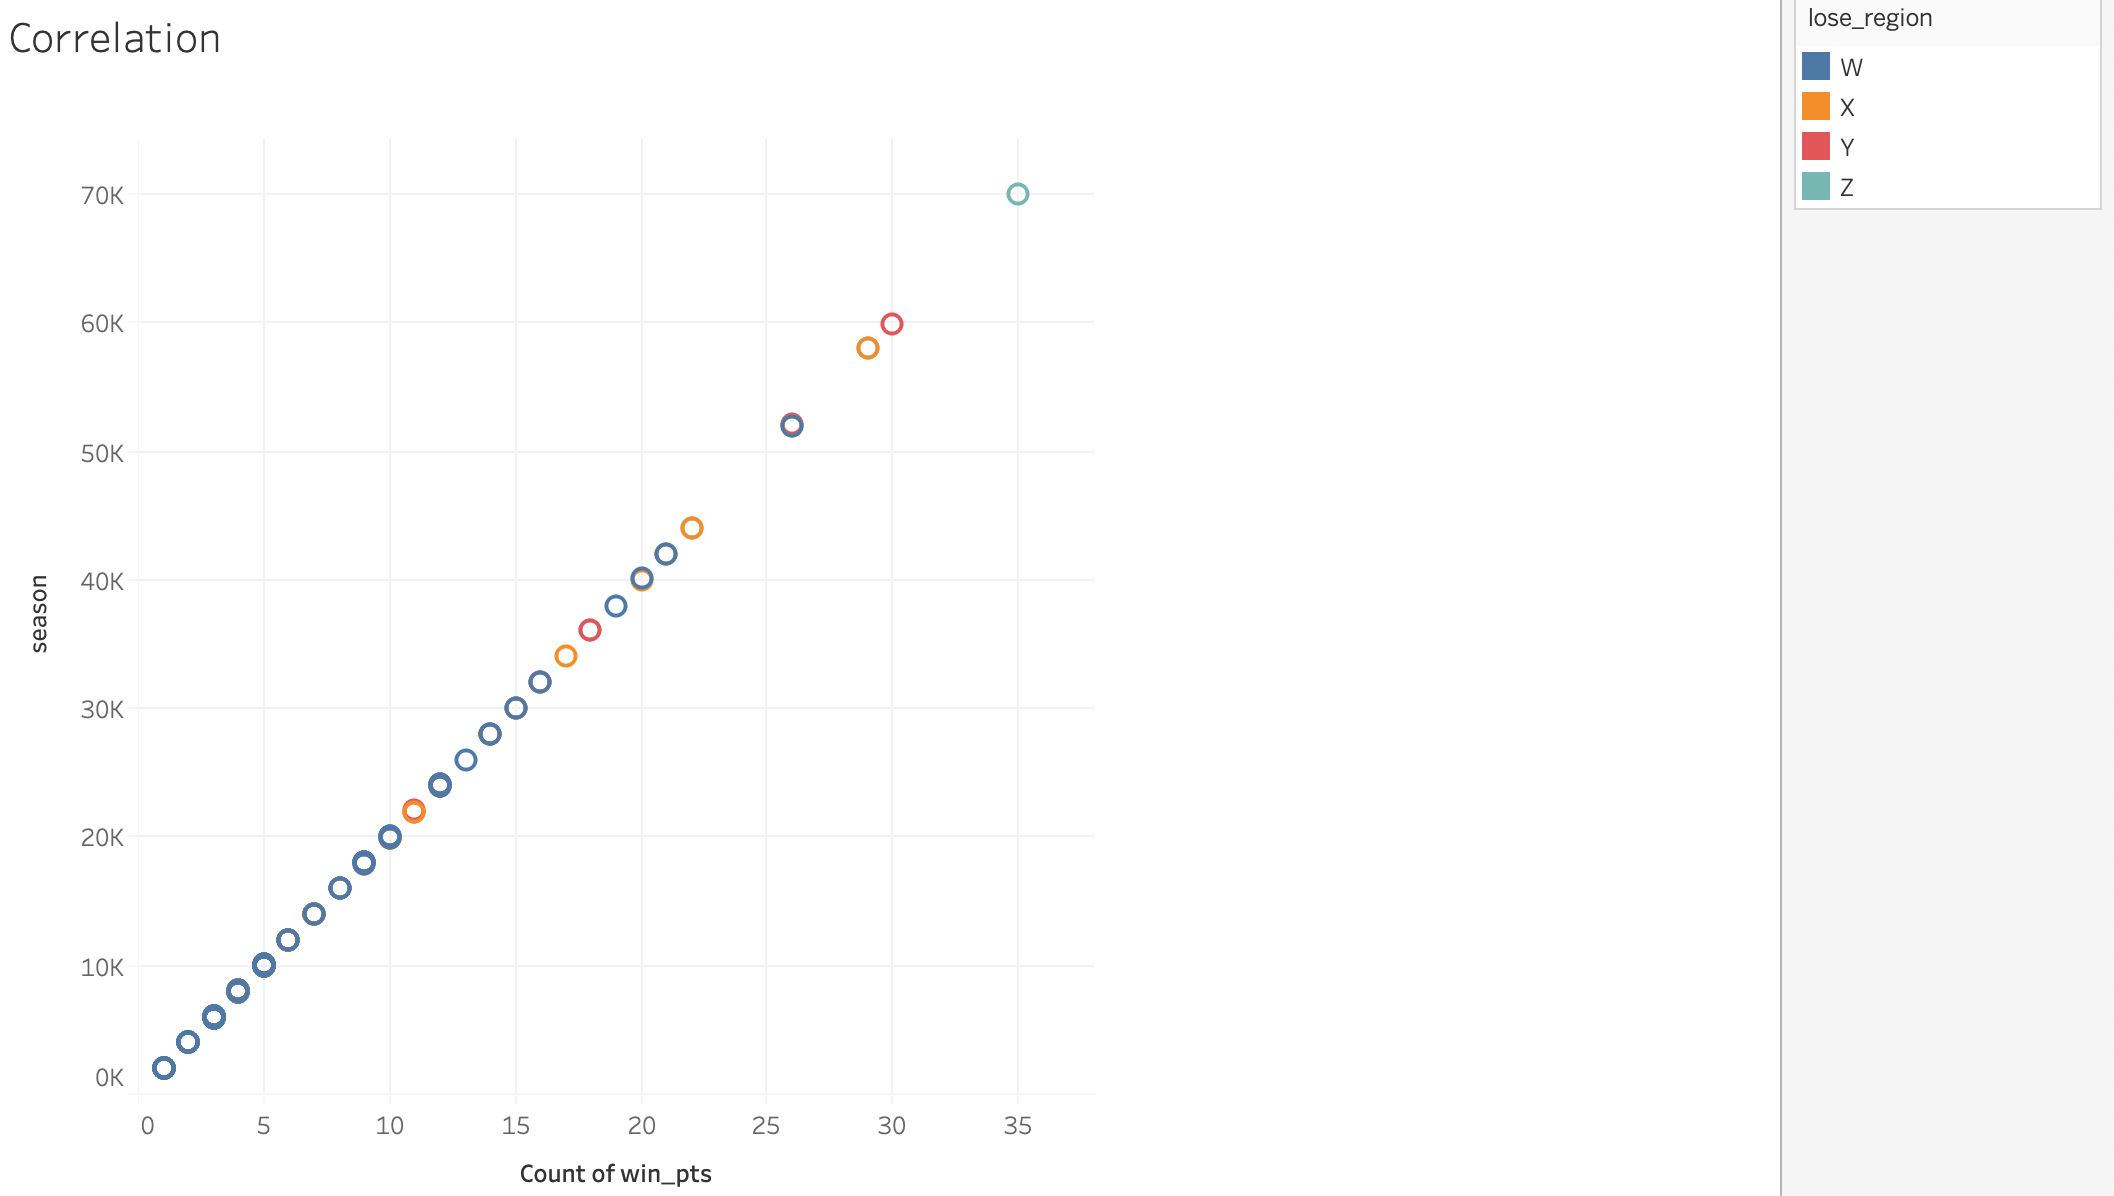 Correlation
lose_region
W
X
Y
Z
70K
60K
50K
40K
30K
20K
10K
0K
season
0 5 10 15 20 25 30 35
Count of win_pts